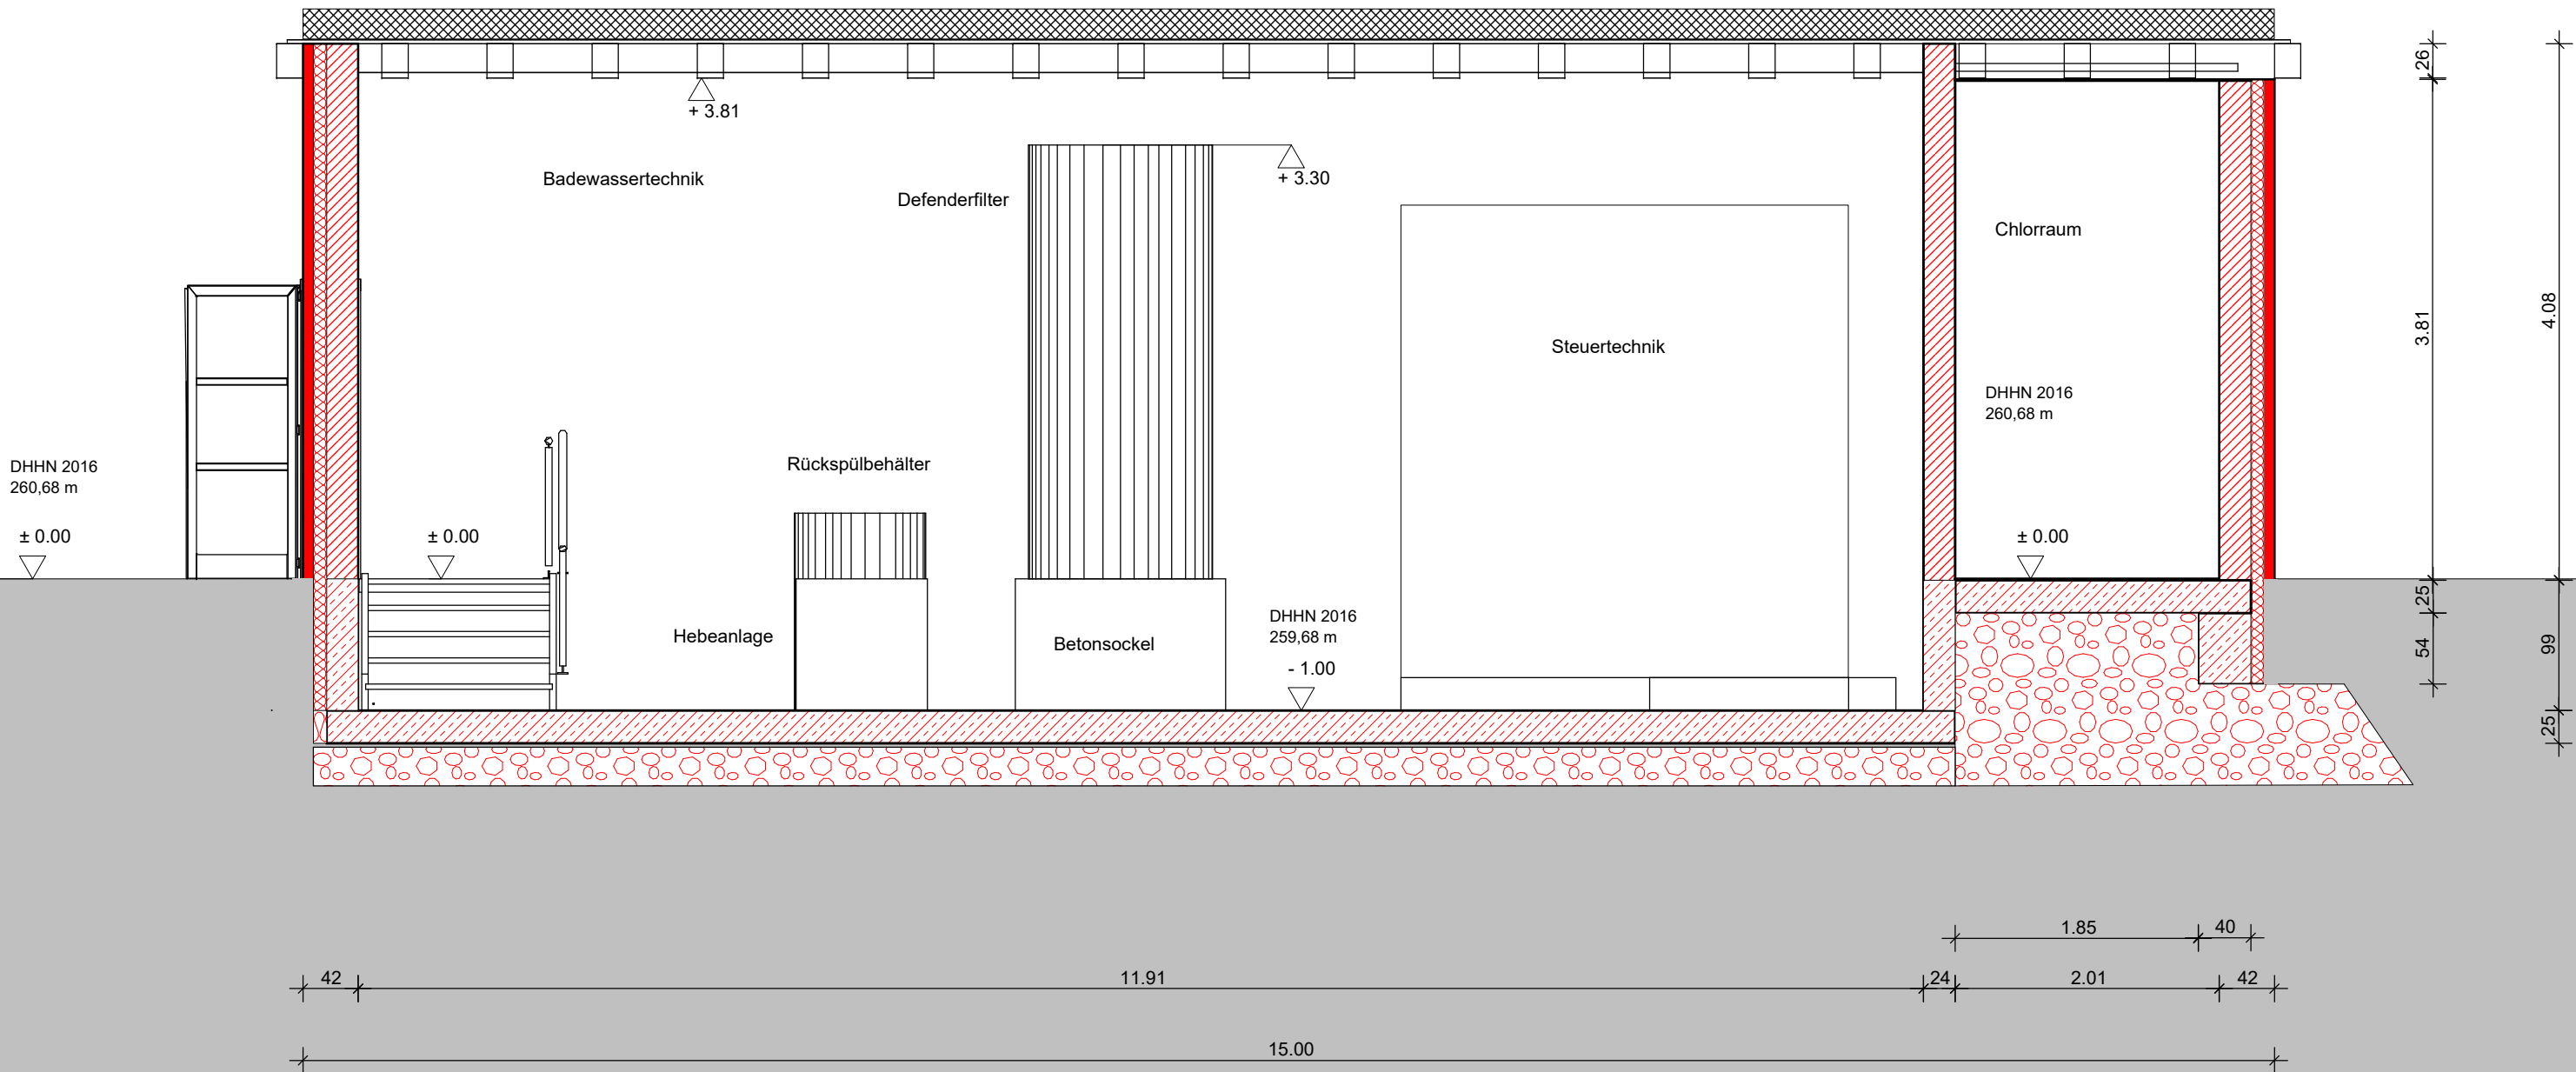 26
+ 3.81
Badewassertechnik
Defenderfilter
+ 3.30
Chlorraum
4.08
3.81
Steuertechnik
DHHN 2016
260,68 m
DHHN 2016
260,68 m
Rückspülbehälter
± 0.00
± 0.00
± 0.00
25
DHHN 2016
259,68 m
Hebeanlage
Betonsockel
54
99
- 1.00
25
1.85
40
42
11.91
24
2.01
42
15.00